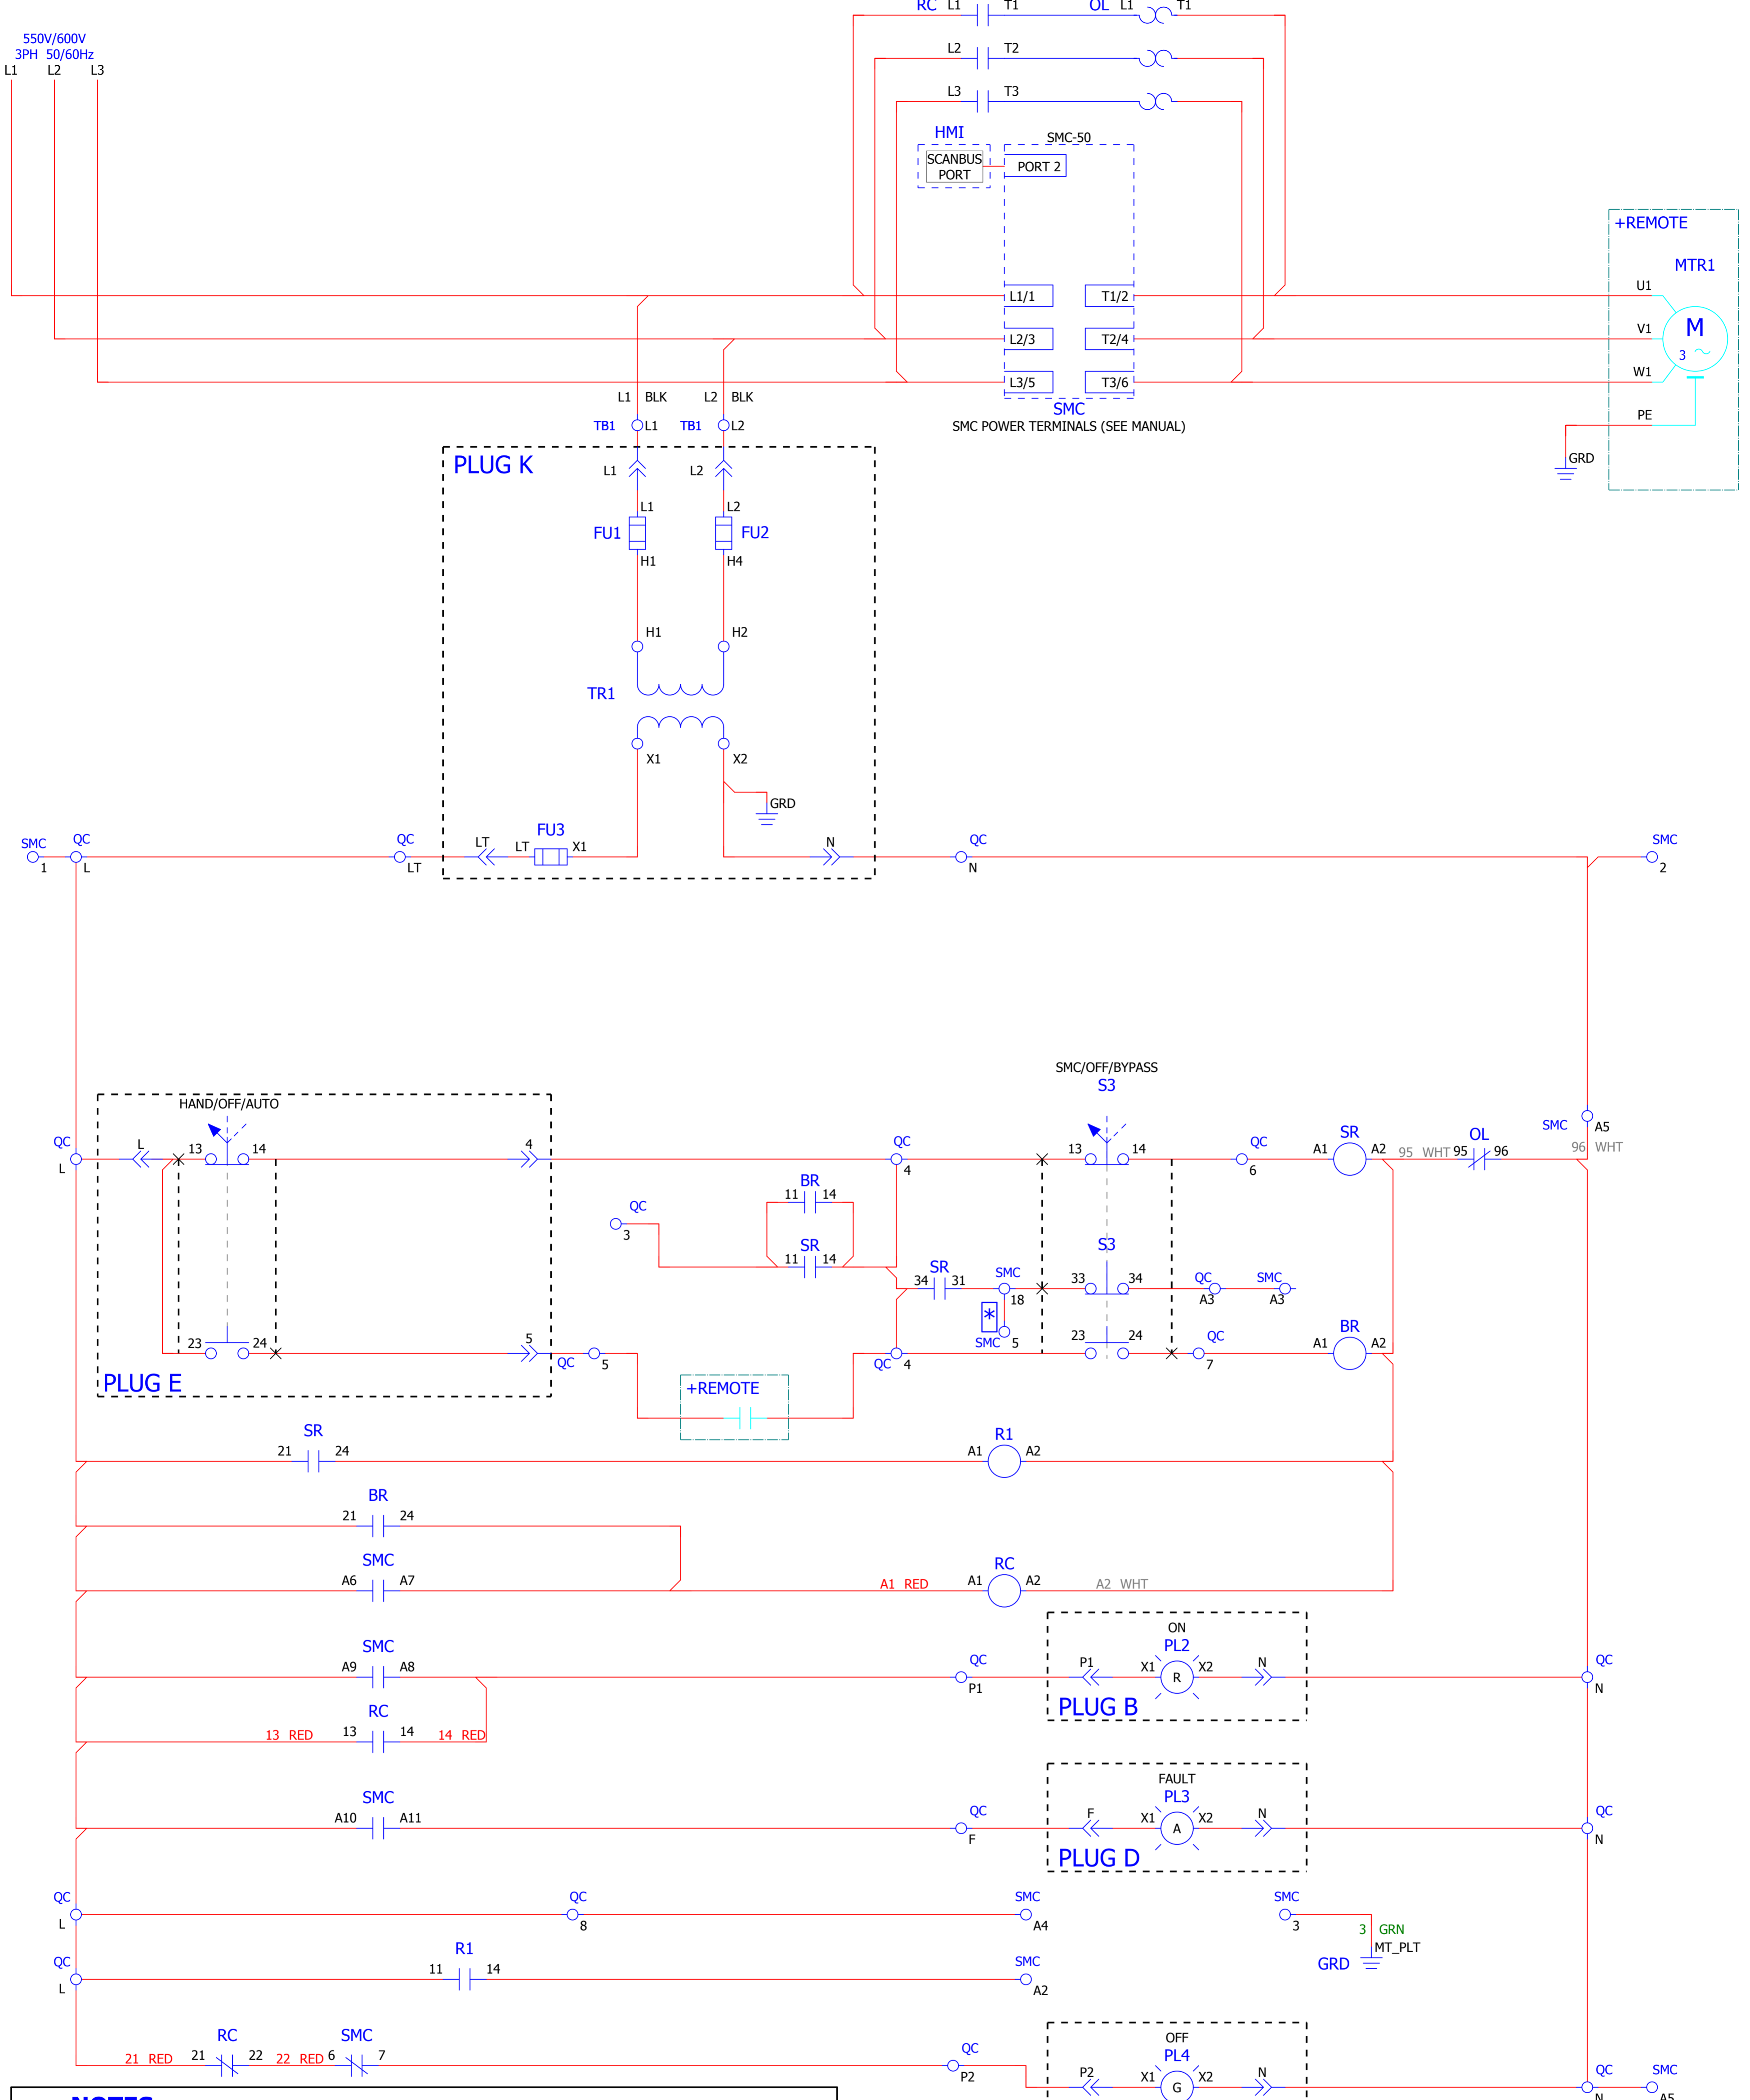 RC L1 T1 OL L1 T1
550V/600V
3PH 50/60Hz
L1 L2 L3
L2 T2
L3 T3
HMI
SMC-50
SCANBUS
PORT
PORT 2
+REMOTE
MTR1
L1/1 T1/2 U1
L2/3 T2/4 V1 M
3
L3/5 T3/6 W1
L1 BLK L2 BLK
SMC
PE
TB1 L1 TB1 L2
SMC POWER TERMINALS (SEE MANUAL)
GRD
PLUG K
L1 L2
L1 L2
FU1 FU2
H1 H4
H1 H2
TR1
X1 X2
GRD
SMC QC QC LT LT FU3 X1 N QC SMC
1 L LT N 2
SMC/OFF/BYPASS
S3
HAND/OFF/AUTO
SMC A5
QC L 13 14 4 QC 13 14 QC SR OL
A1 A2 95 WHT 95 96 96 WHT
L 4 6
BR
11 14
QC
3
SR
11 14
S3
SR
34 31 SMC 33 34 QC SMC
18 A3 A3
*
SMC 5
23 24 5 23 24 QC BR
A1 A2
QC 5 QC 4 7
PLUG E
+REMOTE
SR
21 24
R1
A1 A2
BR
21 24
SMC
A6 A7
RC
A1 RED A1 A2 A2 WHT
ON
SMC
A9 A8
QC
P1
PL2
P1 X1 R X2 N
QC
N
PLUG B
RC
13 RED 13 14 14 RED
FAULT
SMC
A10 A11
QC
F
PL3
F X1 A X2 N
QC
N
PLUG D
QC QC SMC SMC
L 8 A4 3
3 GRN
MT_PLT
GRD
QC R1 SMC
L 11 14 A2
OFF
RC SMC
21 RED 21 22 22 RED 6 7
QC
P2
PL4
P2 X1 G X2 N
QC SMC
N A5
NOTES